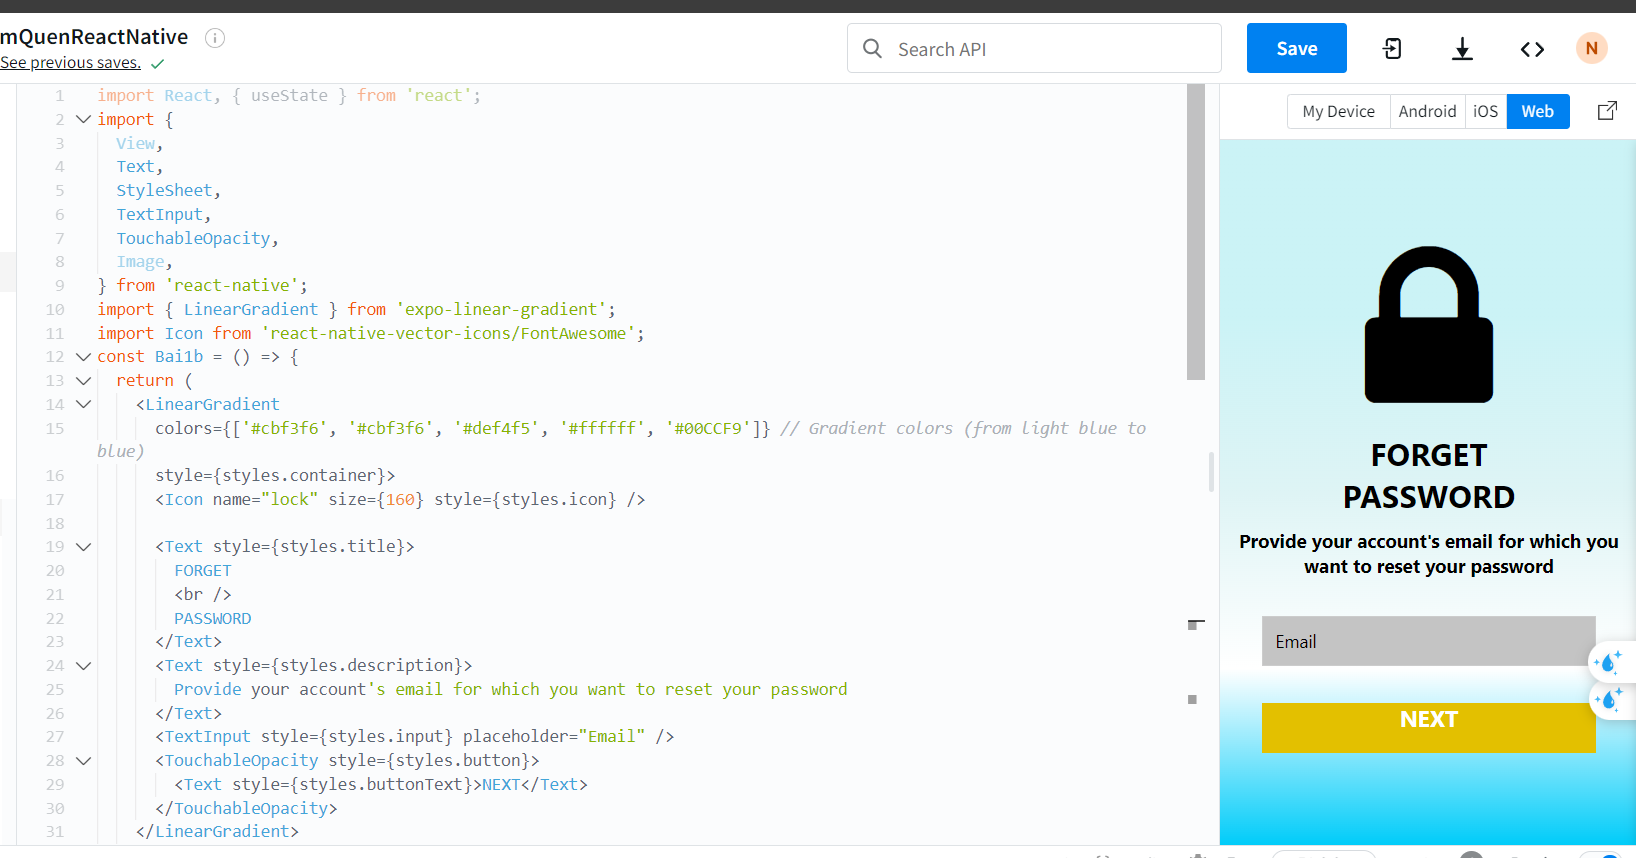 mQuenReactNative
See previous saves.
Search API
Save
N
My Device Android iOS Web
1 import React, { useState } from 'react';
2 import {
3 View,
4 Text,
5 StyleSheet,
6 TextInput,
7 TouchableOpacity,
8 Image,
9 } from 'react-native';
10 import { LinearGradient } from 'expo-linear-gradient';
11 import Icon from 'react-native-vector-icons/FontAwesome';
12 const Bai1b = () => {
13 return (
14 <LinearGradient
15 colors={['#cbf3f6', '#cbf3f6', '#def4f5', '#ffffff', '#00CCF9']} // Gradient colors (from light blue to
blue)
16 style={styles.container}>
17 <Icon name="lock" size={160} style={styles.icon} />
18
19 <Text style={styles.title}>
20 FORGET
21 <br />
22 PASSWORD
23 </Text>
24 <Text style={styles.description}>
25 Provide your account's email for which you want to reset your password
26 </Text>
27 <TextInput style={styles.input} placeholder="Email" />
28 <TouchableOpacity style={styles.button}>
29 <Text style={styles.buttonText}>NEXT</Text>
30 </TouchableOpacity>
31 </LinearGradient>
FORGET
PASSWORD
Provide your account's email for which you
want to reset your password
Email
NEXT